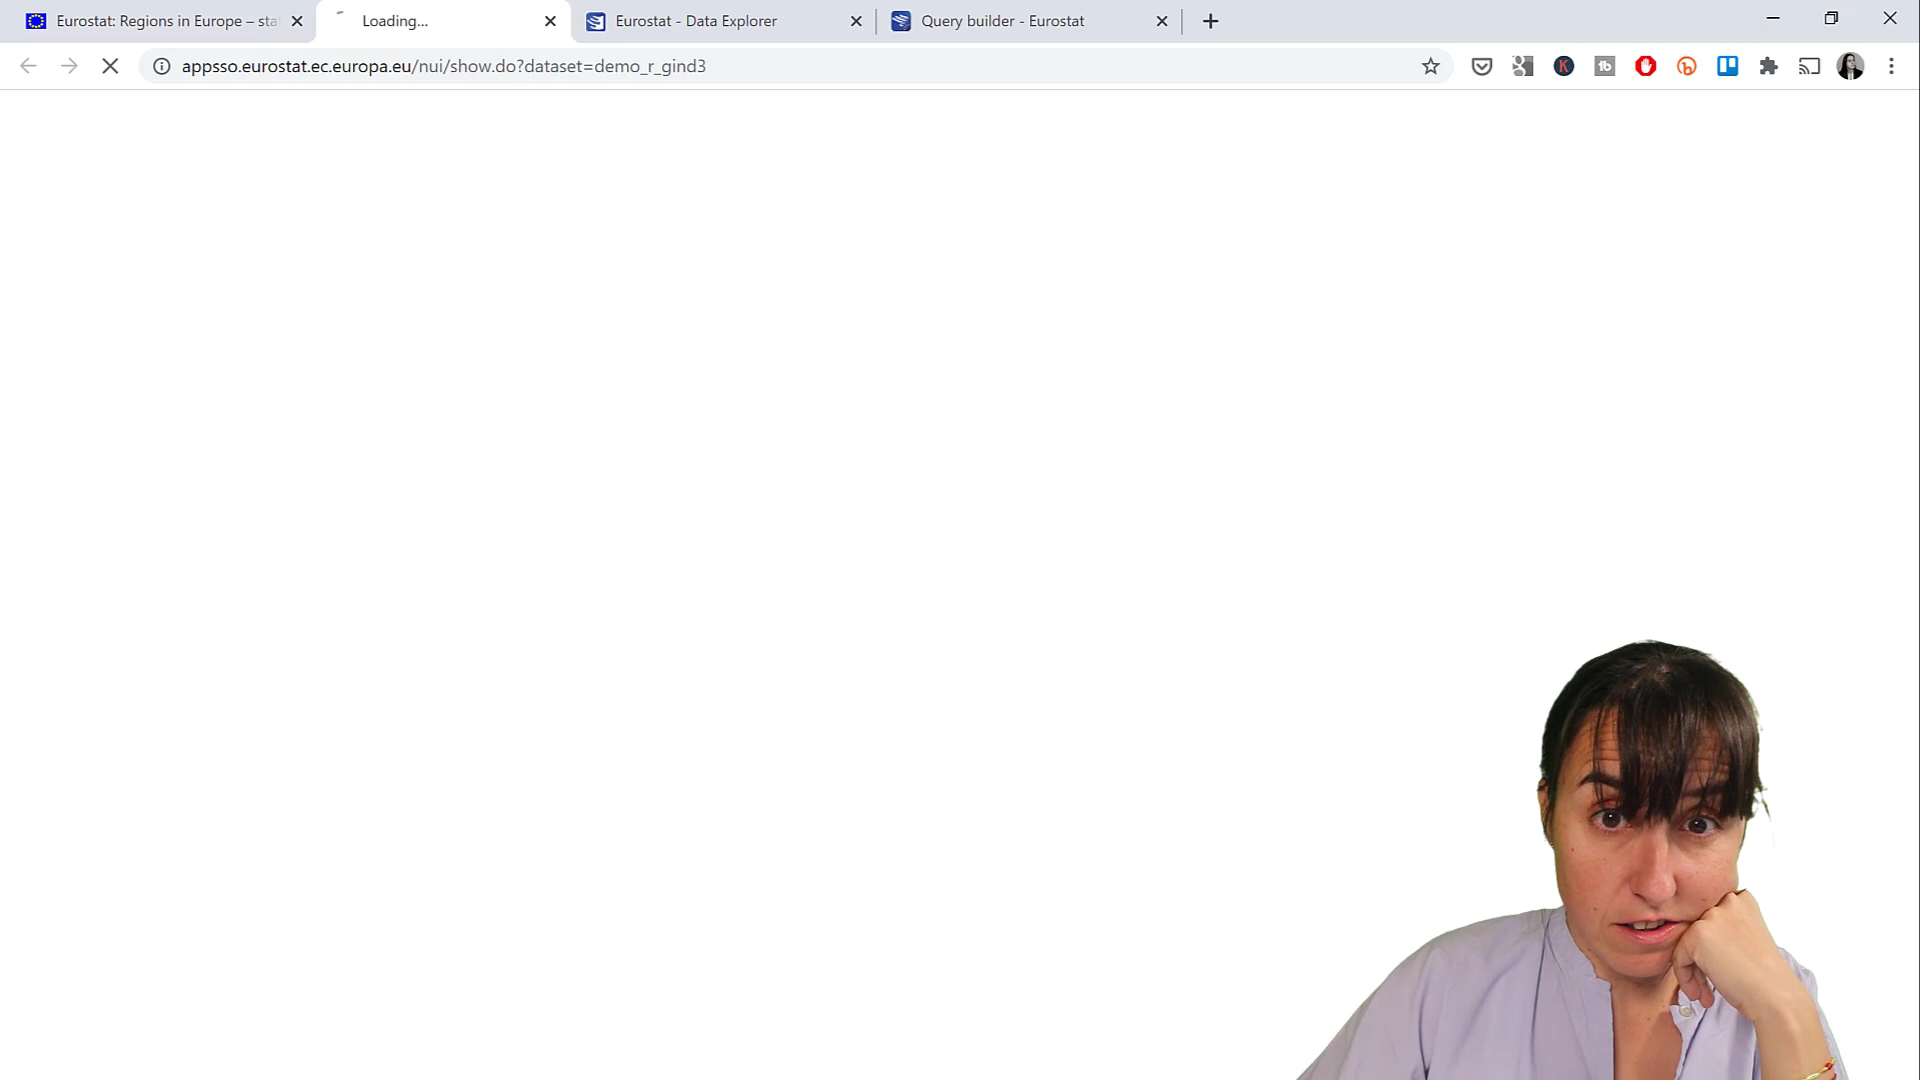 Eurostat: Regions in Europe – sta
Loading...
Eurostat - Data Explorer
Query builder - Eurostat
appsso.eurostat.ec.europa.eu/nui/show.do?dataset=demo_r_gind3
K
tb